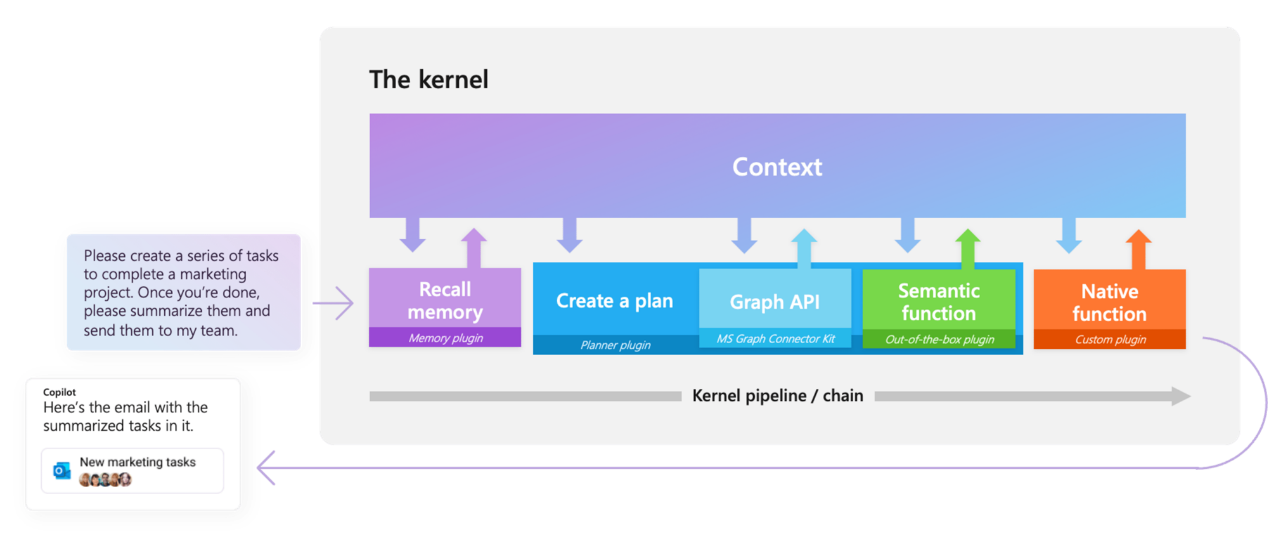 The kernel
Context
Please create a series of tasks
to complete a marketing
project. Once you’re done,
please summarize them and
send them to my team.
Recall
memory
Memory plugin
Create a plan
Planner plugin
Graph API
MS Graph Connector Kit
Semantic
function
Out-of-the-box plugin
Native
function
Custom plugin
Kernel pipeline / chain
Copilot
Here’s the email with the
summarized tasks in it.
New marketing tasks